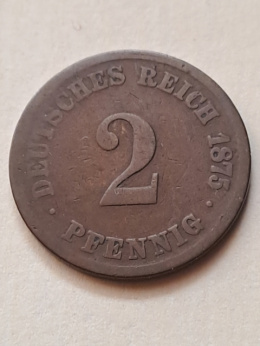 DEUTSCHES REICH 1875
2
PFENNIG